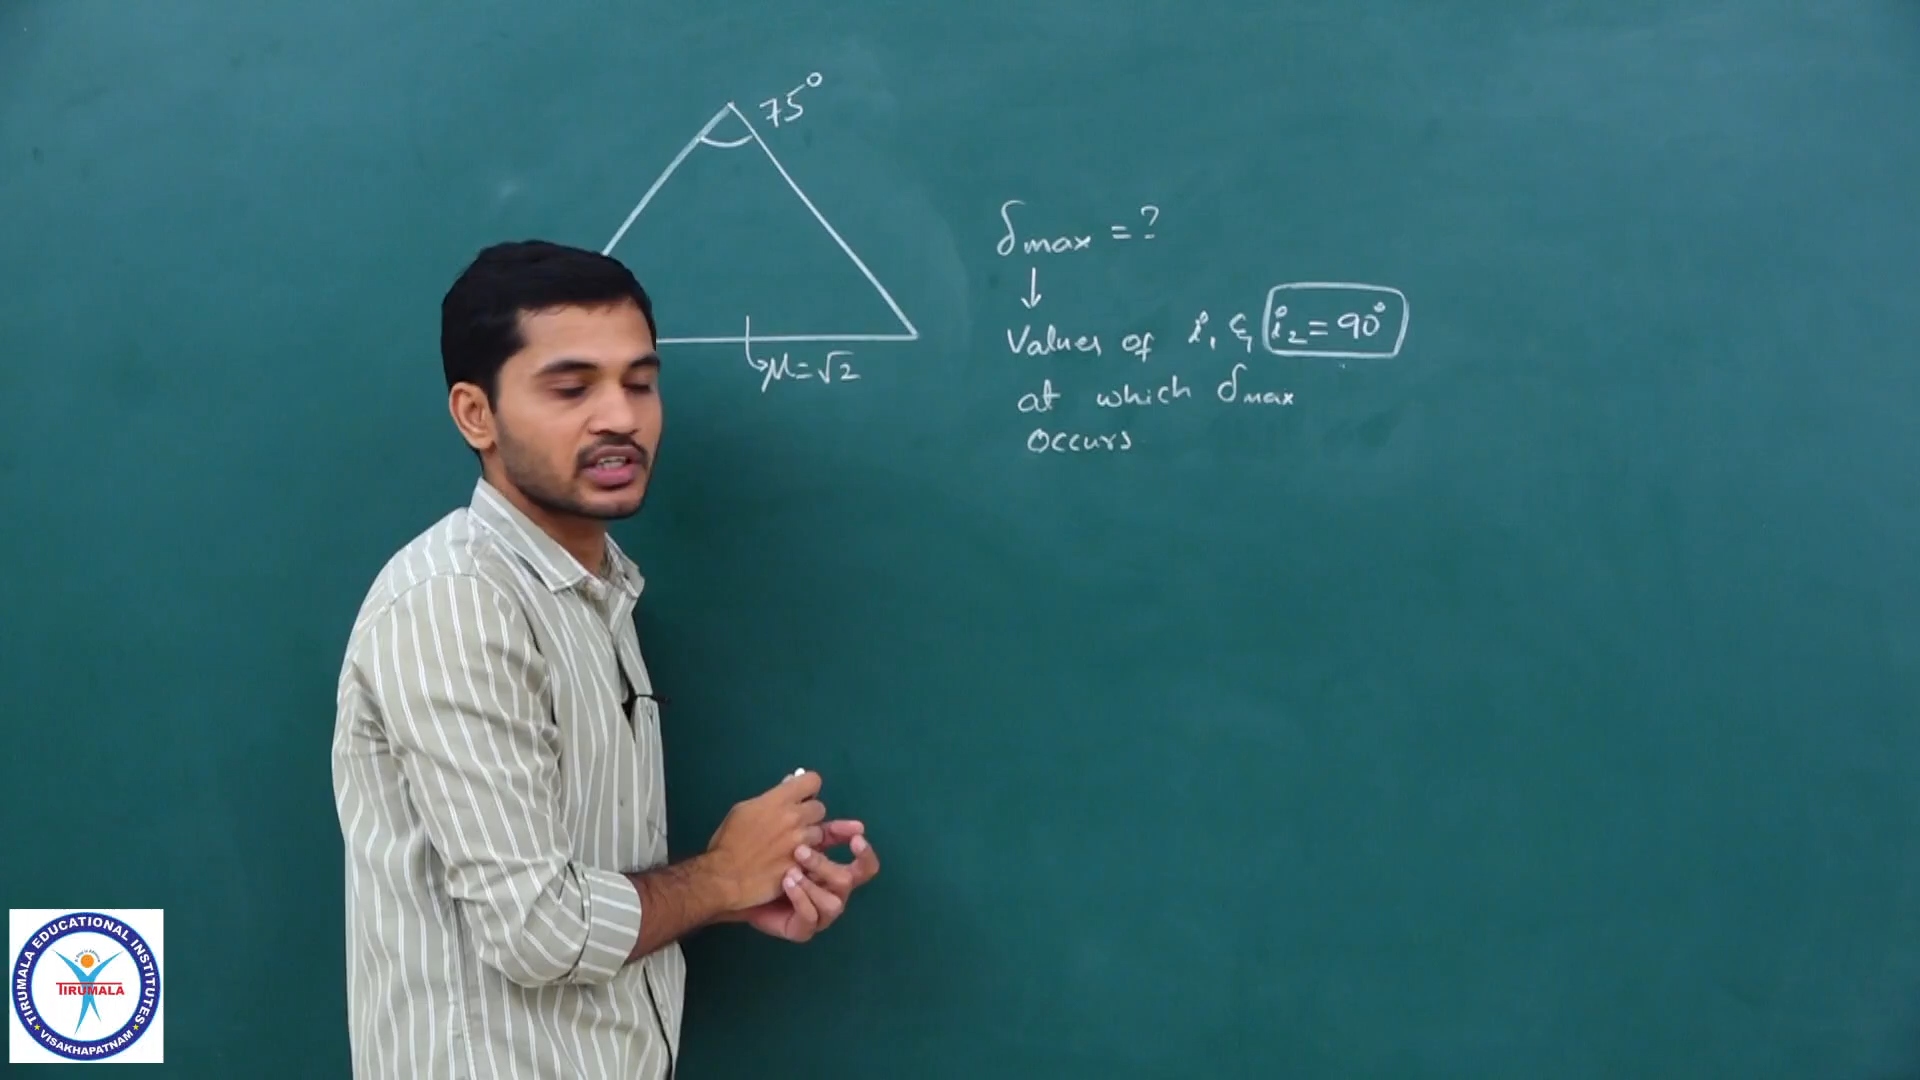 75°
δmax = ?
↓
Values of i₁ & i₂ = 90°
at which δmax
occurs
μ = √2
TIRUMALA EDUCATIONAL INSTITUTES
TIRUMALA
★ VISAKHAPATNAM ★